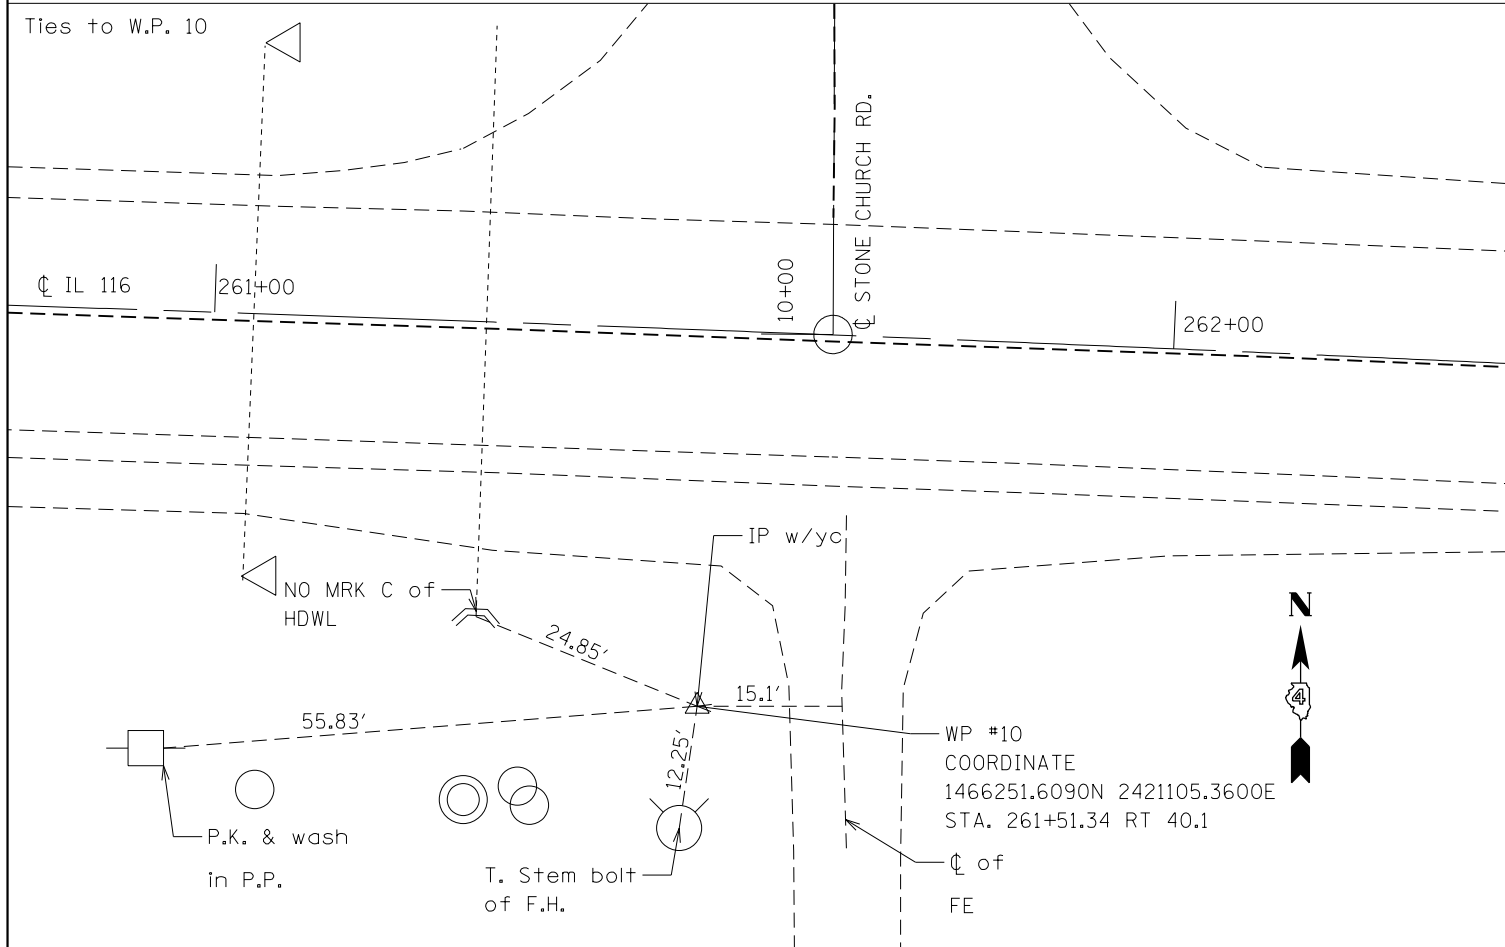 Ties to W.P. 10
℄ IL 116
261+00
10+00
℄ STONE CHURCH RD.
262+00
IP w/yc
NO MRK C of
HDWL
24.85'
15.1'
55.83'
12.25'
N
4
WP #10
COORDINATE
1466251.6090N 2421105.3600E
STA. 261+51.34 RT 40.1
P.K. & wash
in P.P.
T. Stem bolt
of F.H.
℄ of
FE